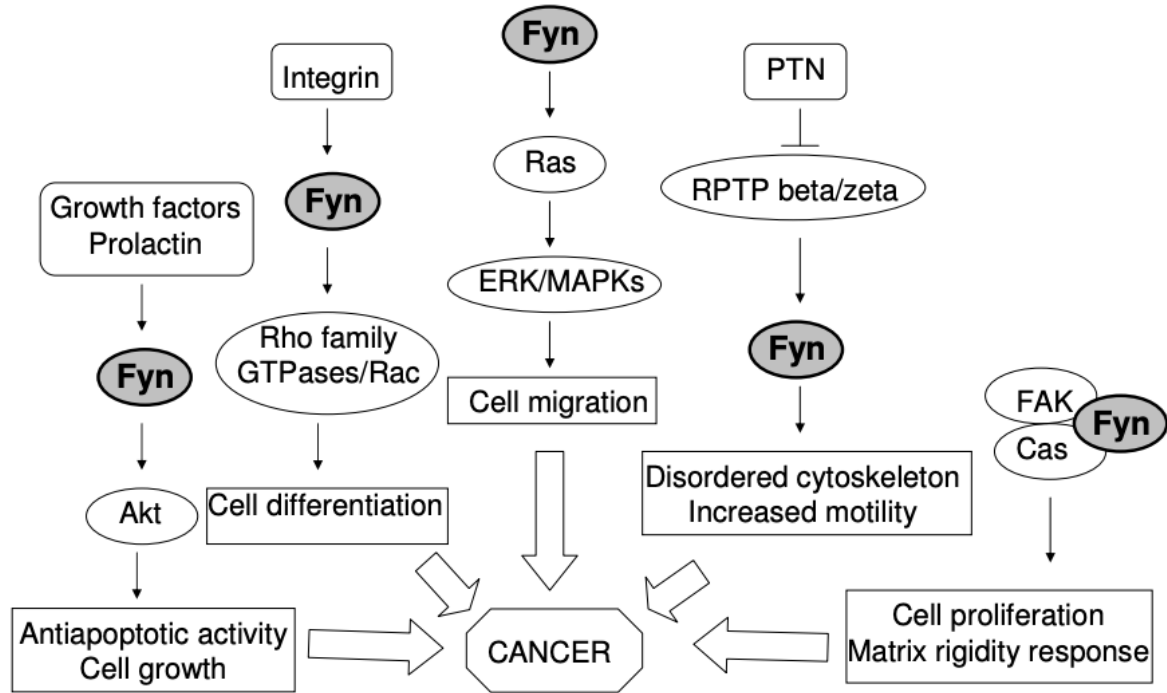 Fyn
Integrin
PTN
Ras
RPTP beta/zeta
Fyn
Growth factors
Prolactin
ERK/MAPKs
Rho family
GTPases/Rac
Fyn
Fyn
Cell migration
FAK
Fyn
Cas
Disordered cytoskeleton
Increased motility
Cell differentiation
Akt
Antiapoptotic activity
Cell growth
CANCER
Cell proliferation
Matrix rigidity response